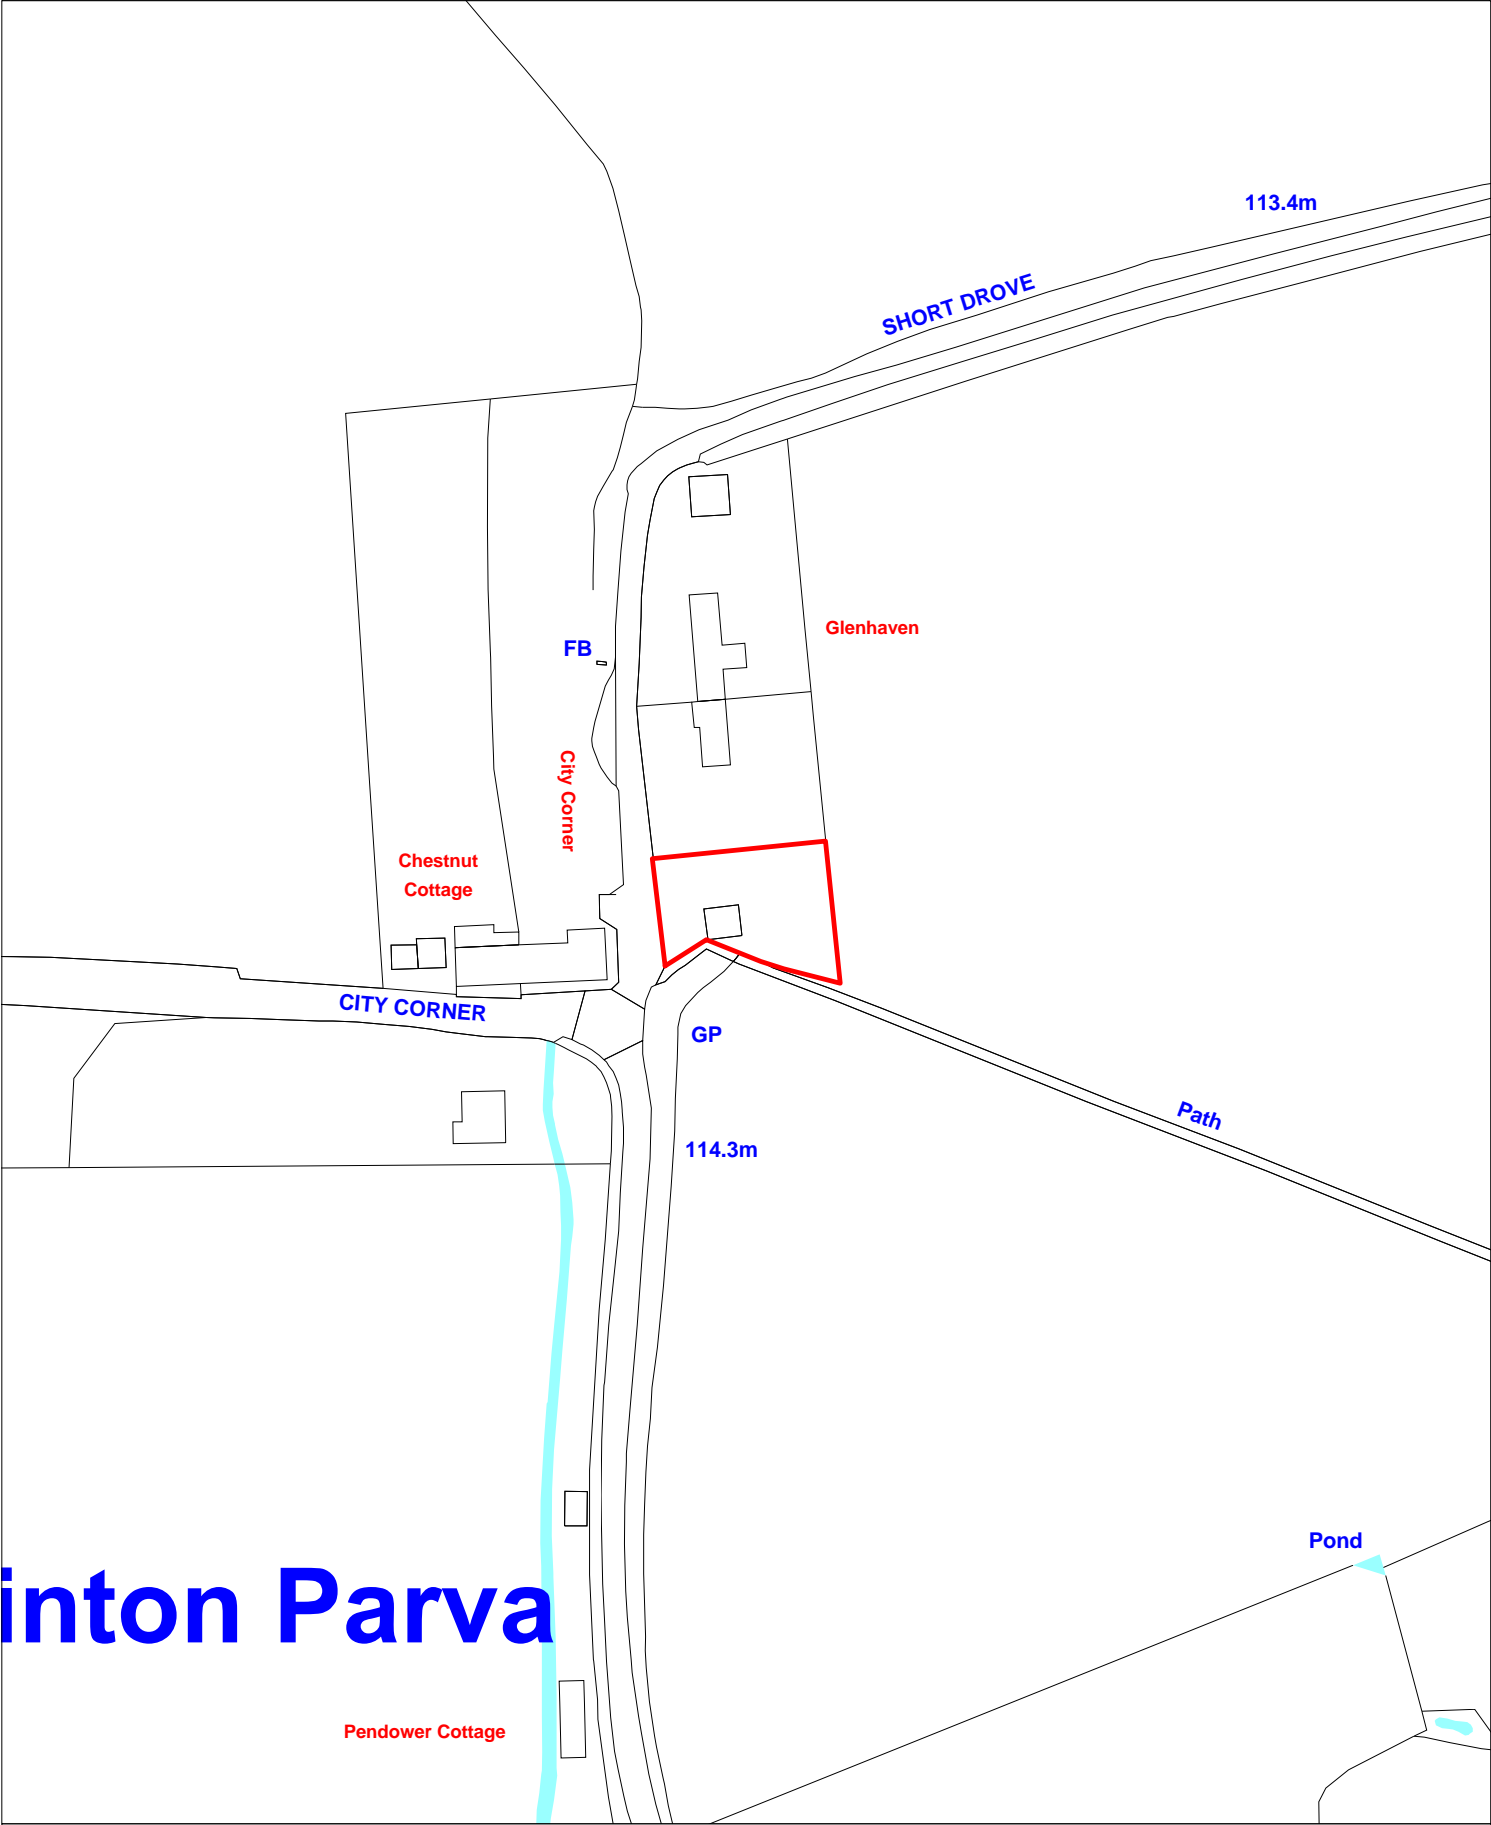 113.4m
SHORT DROVE
Glenhaven
FB
City Corner
Chestnut
Cottage
CITY CORNER
GP
Path
114.3m
Pond
inton Parva
Pendower Cottage